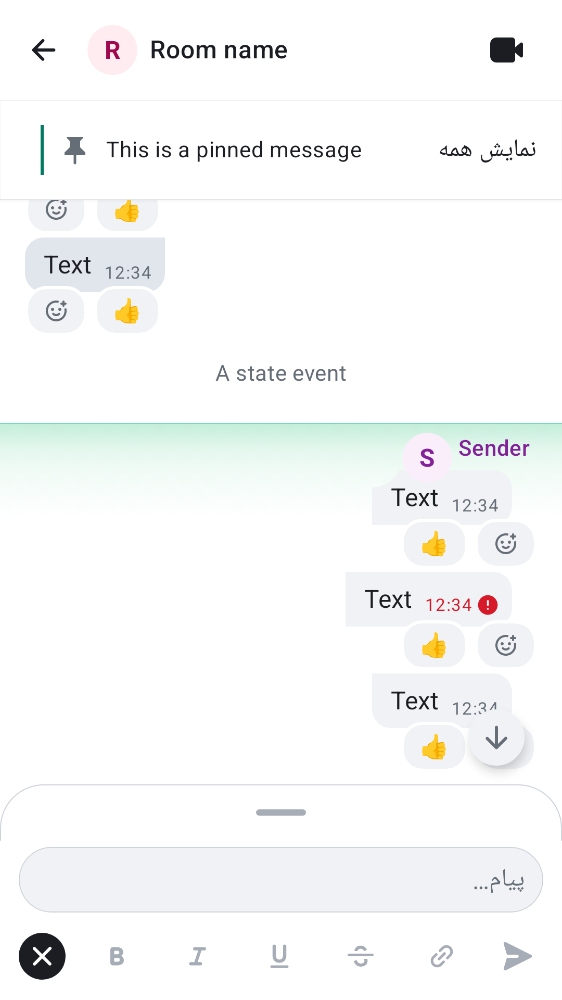 R Room name
This is a pinned message نمایش همه
Text 12:34
A state event
S Sender
Text 12:34
Text 12:34
Text 12:34
پیام...
B I U S